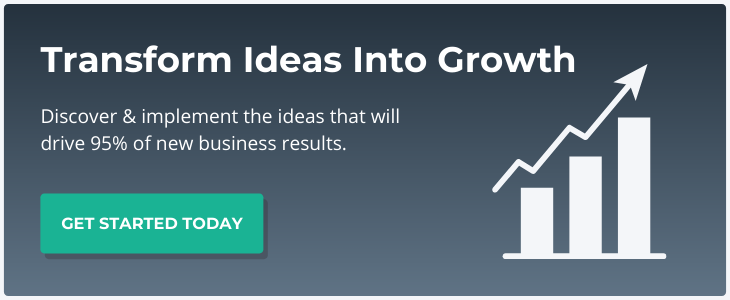 Transform Ideas Into Growth
Discover & implement the ideas that will
drive 95% of new business results.
GET STARTED TODAY